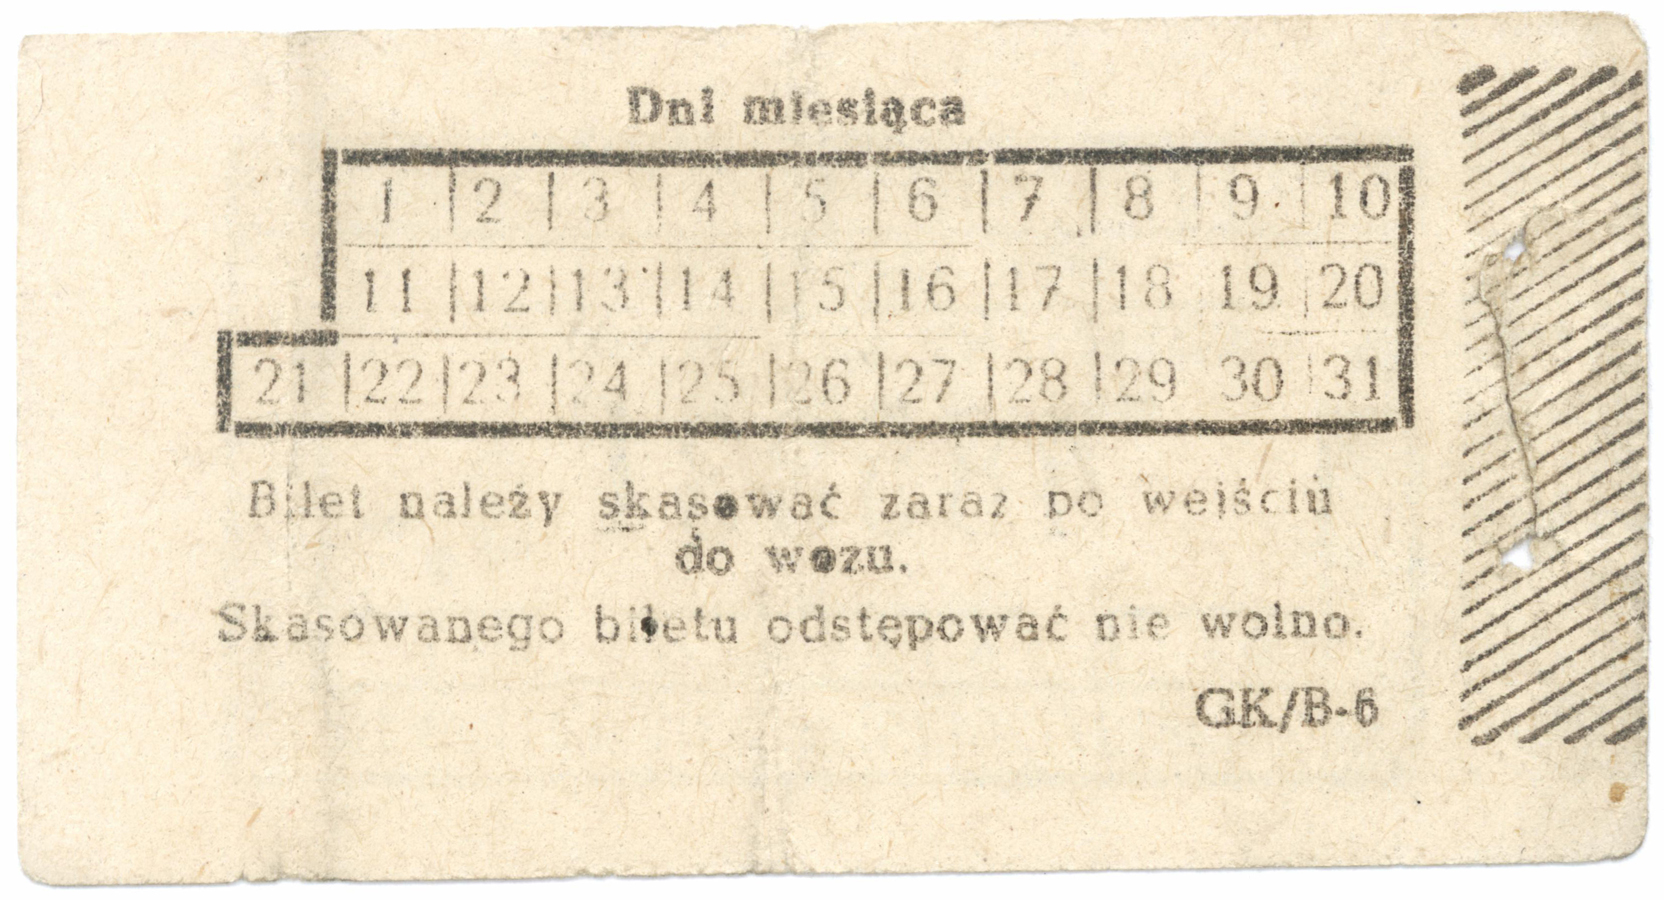 Dni miesiąca
1 2 3 4 5 6 7 8 9 10
11 12 13 14 15 16 17 18 19 20
21 22 23 24 25 26 27 28 29 30 31
Bilet należy skasować zaraz po wejściu
do wozu.
Skasowanego biletu odstępować nie wolno.
GK/B-6